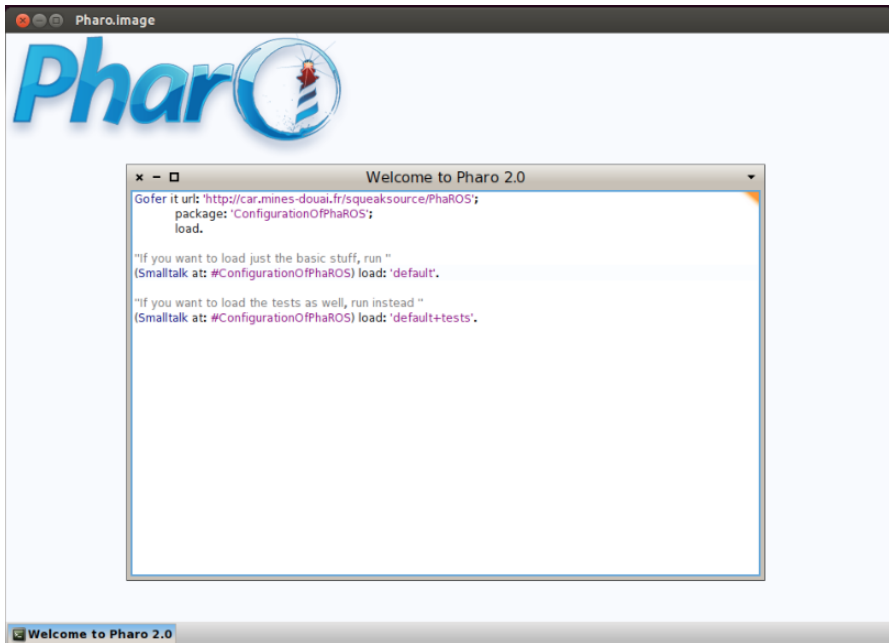 Pharo.image
Pharo
Welcome to Pharo 2.0
Gofer it url: 'http://car.mines-douai.fr/squeaksource/PhaROS';
package: 'ConfigurationOfPhaROS';
load.
"If you want to load just the basic stuff, run "
(Smalltalk at: #ConfigurationOfPhaROS) load: 'default'.
"If you want to load the tests as well, run instead "
(Smalltalk at: #ConfigurationOfPhaROS) load: 'default+tests'.
Welcome to Pharo 2.0